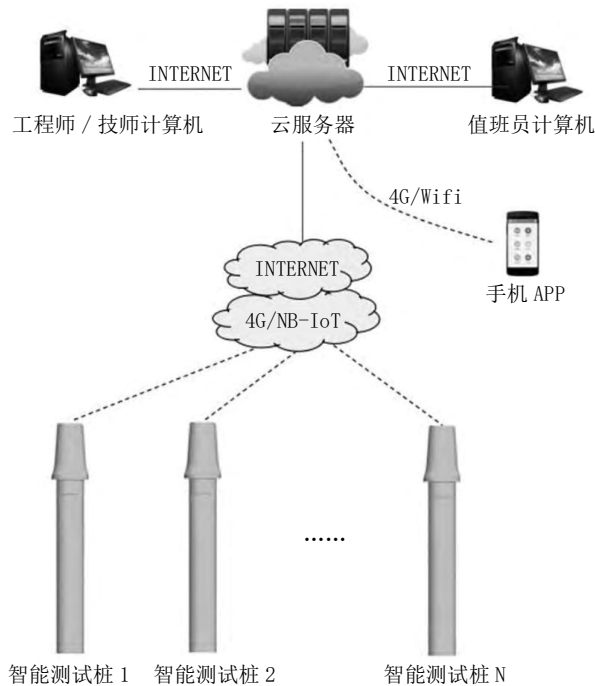 INTERNET
INTERNET
工程师 / 技师计算机
云服务器
值班员计算机
4G/Wifi
INTERNET
手机 APP
4G/NB-IoT
......
智能测试桩 1
智能测试桩 2
智能测试桩 N